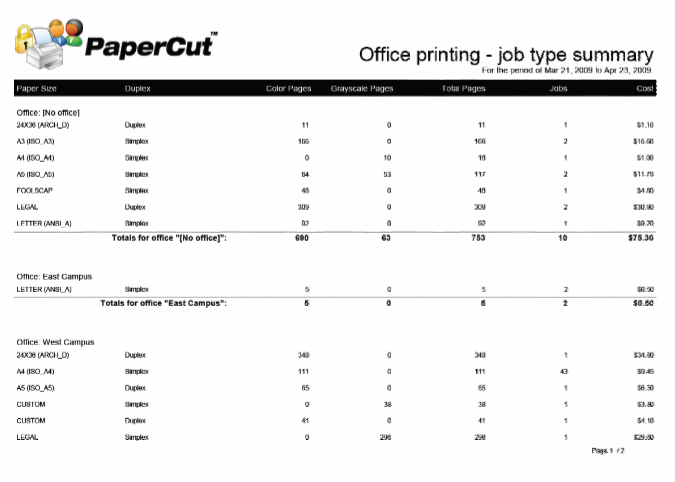 PaperCut™
Office printing - job type summary
For the period of Mar 21, 2009 to Apr 23, 2009.
Paper Size Duplex Color Pages Grayscale Pages Total Pages Jobs Cost
Office: [No office]
24X36 (ARCH_D) Duplex 11 0 11 1 $1.10
A3 (ISO_A3) Simplex 166 0 166 2 $16.60
A4 (ISO_A4) Simplex 0 10 10 1 $1.00
A5 (ISO_A5) Simplex 64 53 117 2 $11.70
FOOLSCAP Simplex 48 0 48 1 $4.80
LEGAL Duplex 309 0 309 2 $30.90
LETTER (ANSI_A) Simplex 92 0 92 1 $9.20
Totals for office "[No office]": 690 63 753 10 $75.30
Office: East Campus
LETTER (ANSI_A) Simplex 5 0 5 2 $0.50
Totals for office "East Campus": 5 0 5 2 $0.50
Office: West Campus
24X36 (ARCH_D) Duplex 348 0 348 1 $34.80
A4 (ISO_A4) Simplex 111 0 111 43 $9.45
A5 (ISO_A5) Duplex 65 0 65 1
CUSTOM Simplex 0 38 38 1 $3.80
CUSTOM Duplex 41 0 41 1 $4.10
LEGAL Simplex 0 1
Page 1 / 2